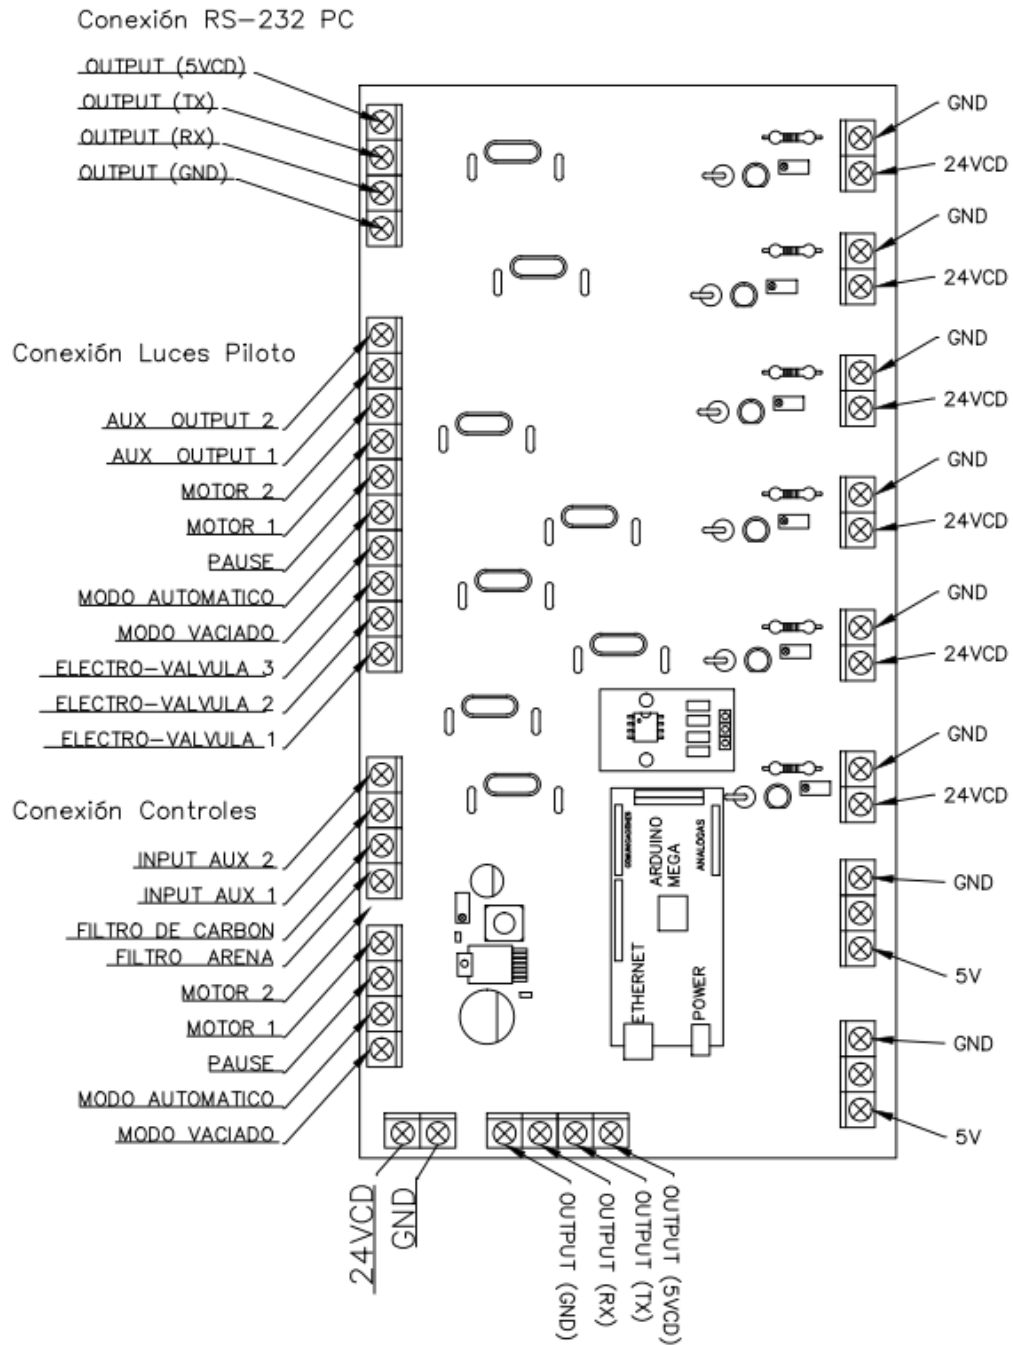 Conexión RS-232 PC
OUTPUT (5VCD)
OUTPUT (TX)
OUTPUT (RX)
OUTPUT (GND)
Conexión Luces Piloto
AUX OUTPUT 2
AUX OUTPUT 1
MOTOR 2
MOTOR 1
PAUSE
MODO AUTOMATICO
MODO VACIADO
ELECTRO-VALVULA 3
ELECTRO-VALVULA 2
ELECTRO-VALVULA 1
Conexión Controles
INPUT AUX 2
INPUT AUX 1
FILTRO DE CARBON
FILTRO ARENA
MOTOR 2
MOTOR 1
PAUSE
MODO AUTOMATICO
MODO VACIADO
24VCD
GND
OUTPUT (GND)
OUTPUT (RX)
OUTPUT (TX)
OUTPUT (5VCD)
COMUNICACIONES
ARDUINO
MEGA
ANALOGAS
ETHERNET
POWER
GND
24VCD
GND
24VCD
GND
24VCD
GND
24VCD
GND
24VCD
GND
24VCD
GND
5V
GND
5V